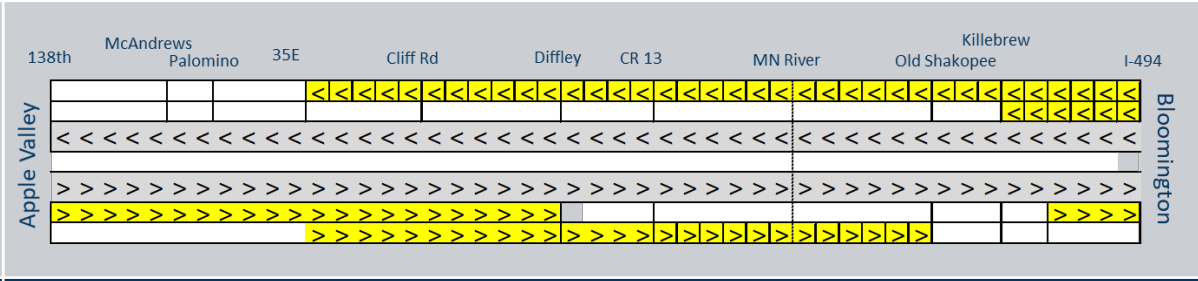 McAndrews
Killebrew
138th
Palomino
35E
Cliff Rd
Diffley
CR 13
MN River
Old Shakopee
I-494
Apple Valley
Bloomington